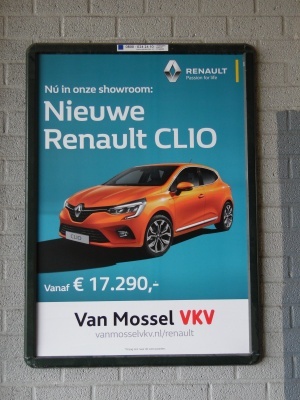 RENAULT
Passion for life
Nú in onze showroom:
Nieuwe
Renault CLIO
CLIO
Vanaf € 17.290,-
Van Mossel VKV
vanmosselvkv.nl/renault